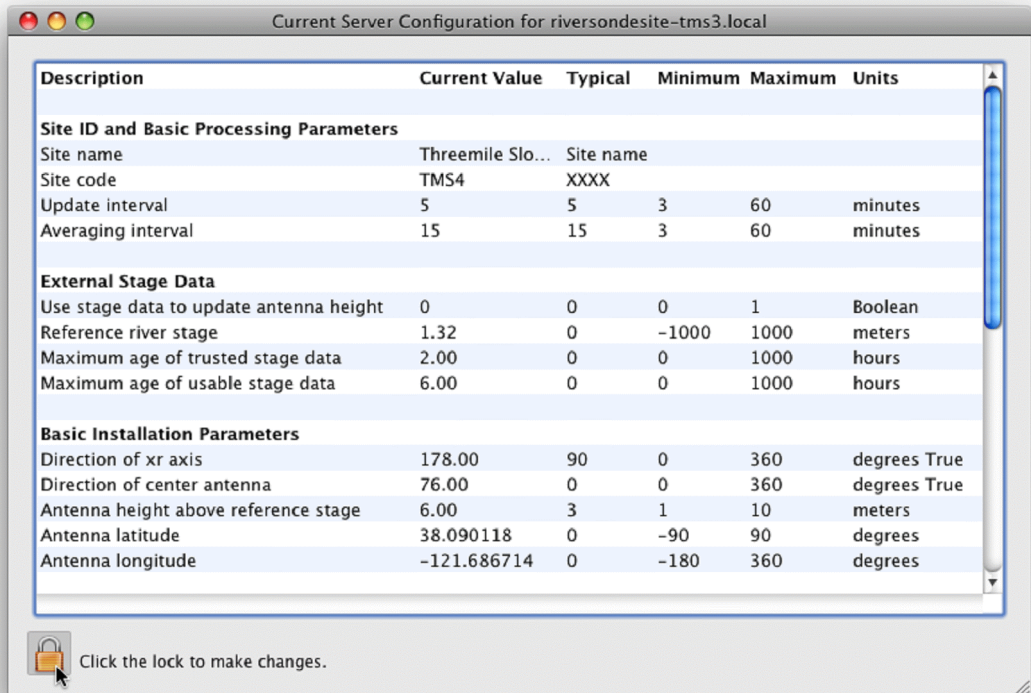 Current Server Configuration for riversondesite-tms3.local
Description Current Value Typical Minimum Maximum Units
Site ID and Basic Processing Parameters
Site name Threemile Slo... Site name
Site code TMS4 XXXX
Update interval 5 5 3 60 minutes
Averaging interval 15 15 3 60 minutes
External Stage Data
Use stage data to update antenna height 0 0 0 1 Boolean
Reference river stage 1.32 0 -1000 1000 meters
Maximum age of trusted stage data 2.00 0 0 1000 hours
Maximum age of usable stage data 6.00 0 0 1000 hours
Basic Installation Parameters
Direction of xr axis 178.00 90 0 360 degrees True
Direction of center antenna 76.00 0 0 360 degrees True
Antenna height above reference stage 6.00 3 1 10 meters
Antenna latitude 38.090118 0 -90 90 degrees
Antenna longitude -121.686714 0 -180 360 degrees
Click the lock to make changes.